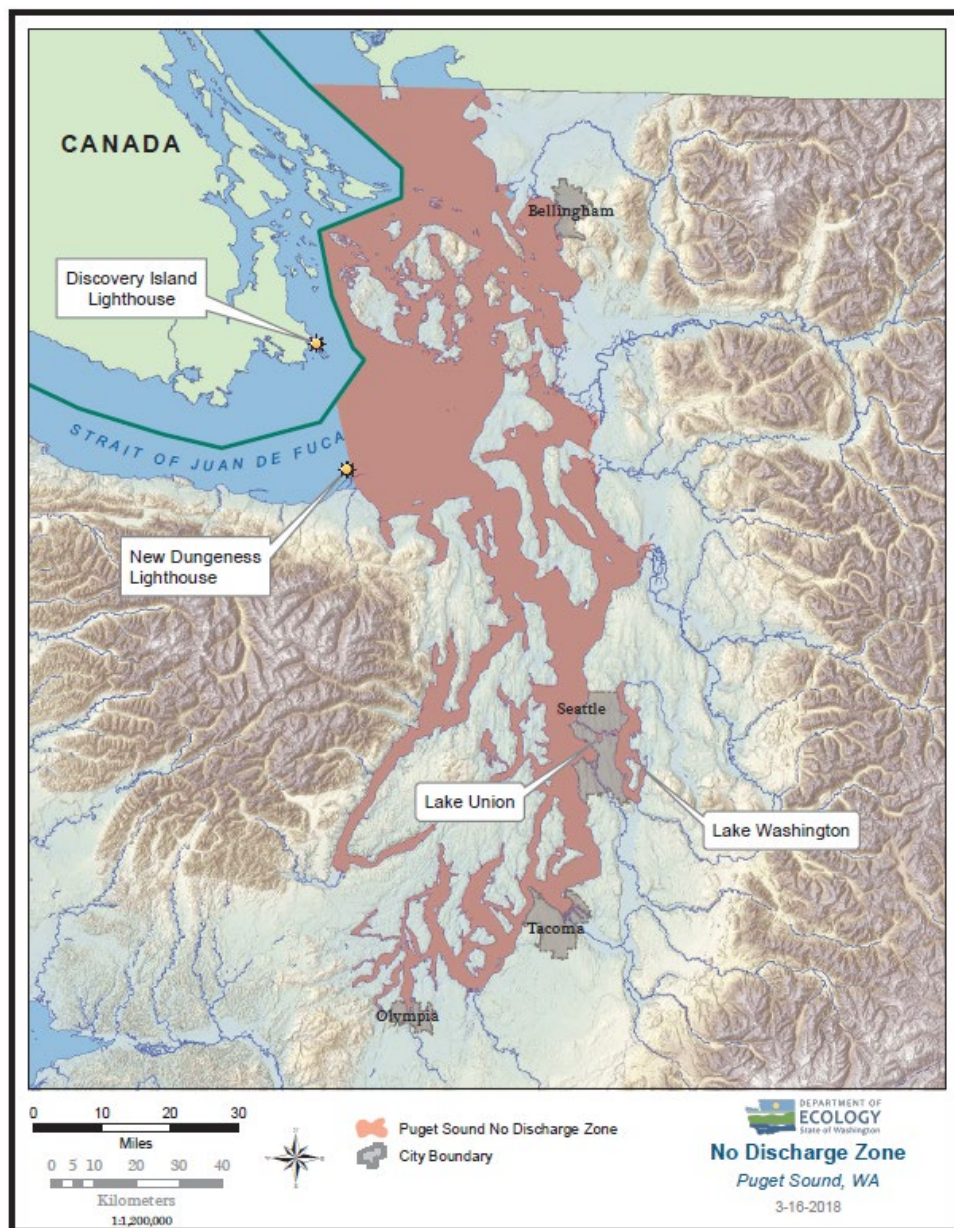 CANADA
Bellingham
Discovery Island
Lighthouse
STRAIT OF JUAN DE FUCA
New Dungeness
Lighthouse
Seattle
Lake Union
Lake Washington
Tacoma
Olympia
0 10 20 30
Miles
0 5 10 20 30 40
Kilometers
1:1,200,000
Puget Sound No Discharge Zone
City Boundary
DEPARTMENT OF
ECOLOGY
State of Washington
No Discharge Zone
Puget Sound, WA
3-16-2018